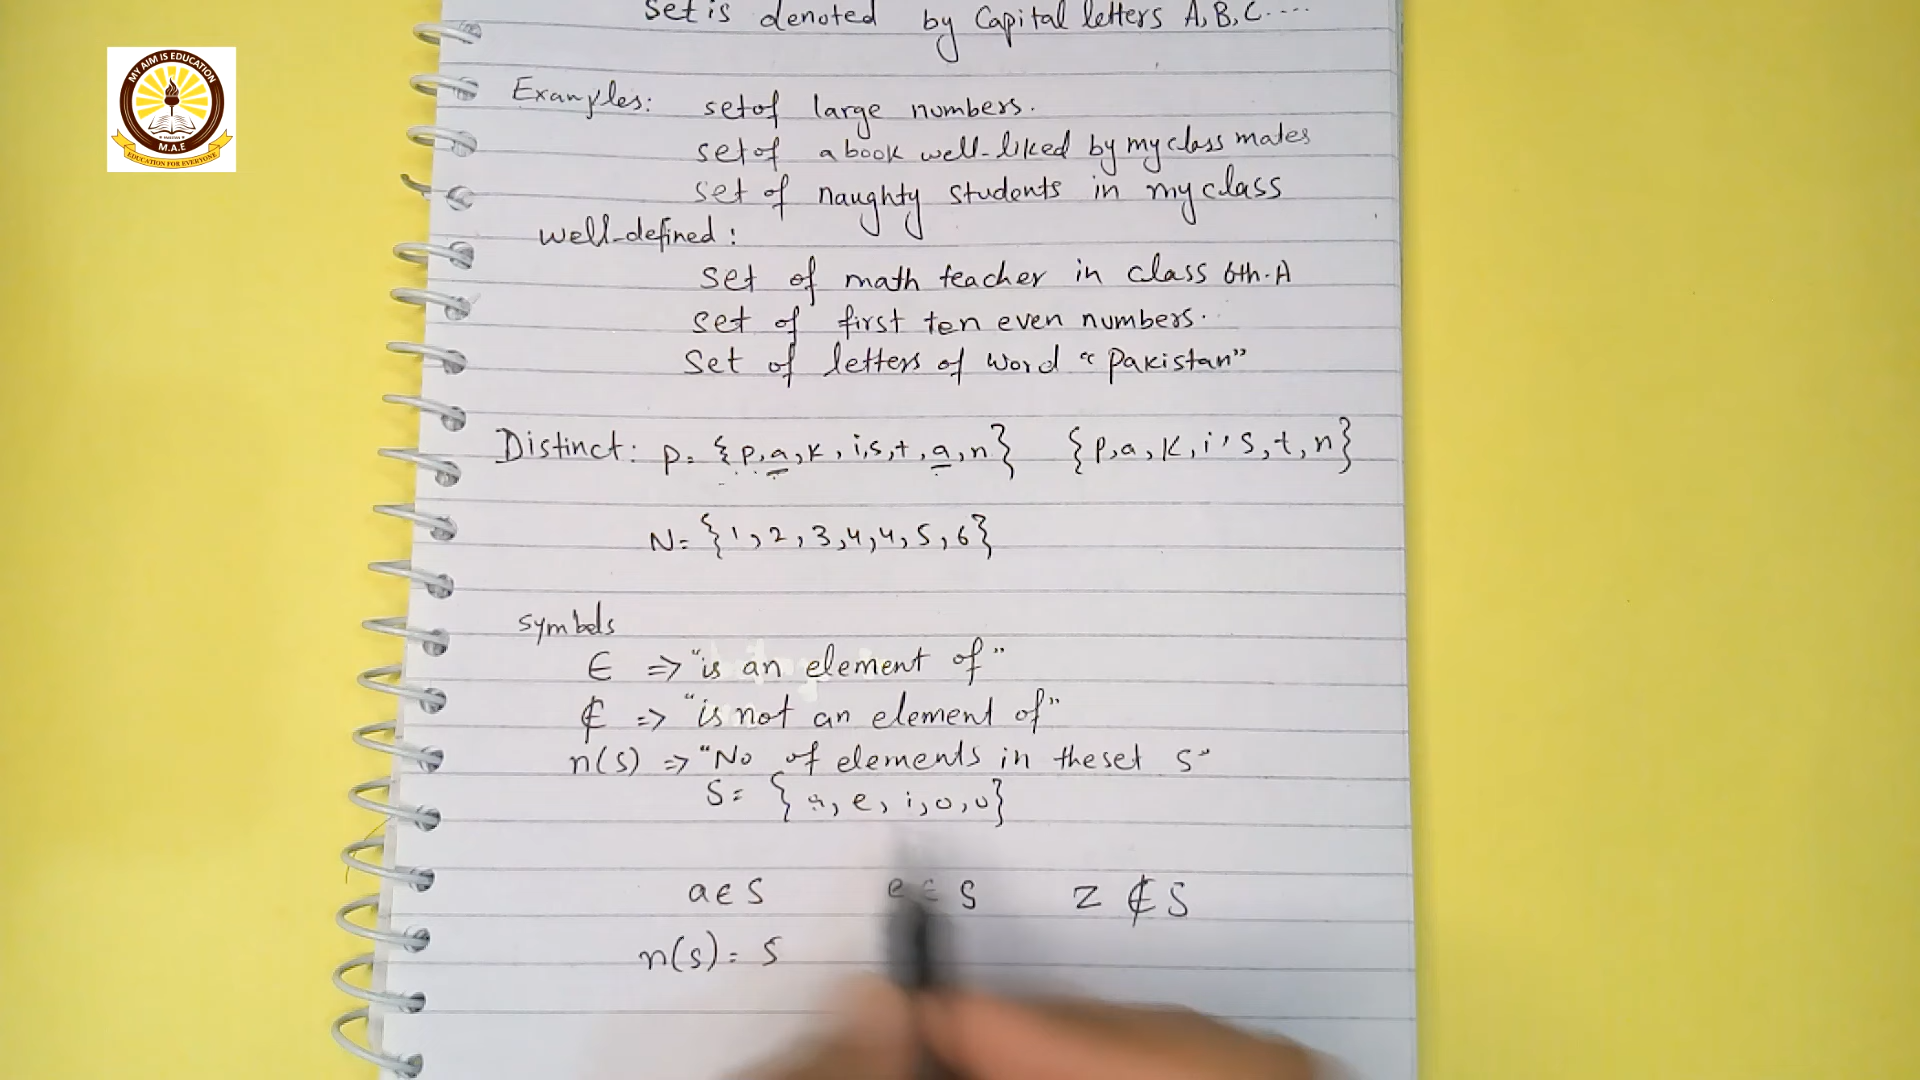 MY AIM IS EDUCATION
M.A.E
EDUCATION FOR EVERYONE
Set is denoted by Capital letters A, B, C....
Examples: set of large numbers.
set of a book well-liked by my class mates
set of naughty students in my class
well-defined:
set of math teacher in class 6th-A
set of first ten even numbers.
Set of letters of word "Pakistan"
Distinct: P = {p, a, k, i, s, t, a, n} {p, a, k, i, s, t, n}
N = {1, 2, 3, 4, 4, 5, 6}
symbols
∈ => "is an element of"
∉ => "is not an element of"
n(s) => "No of elements in the set S"
S = {a, e, i, o, u}
a ∈ S e ∈ S z ∉ S
n(s) = 5